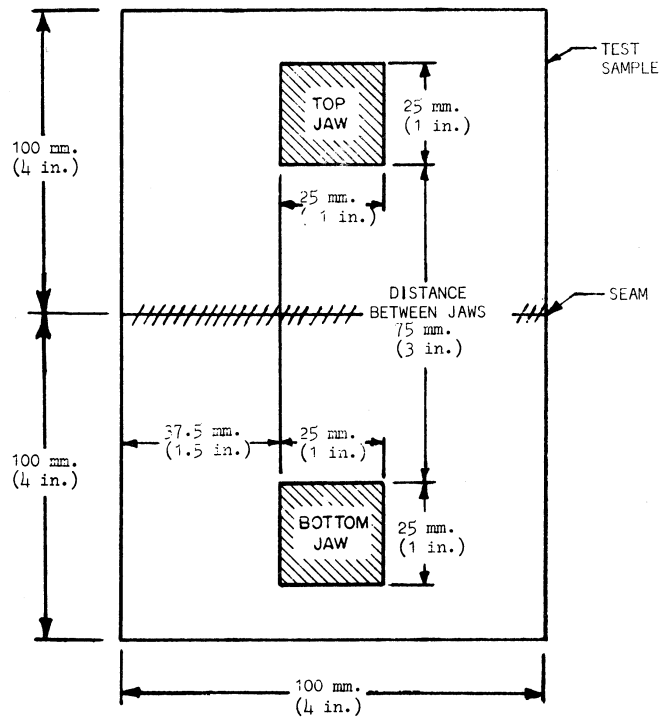 TEST
SAMPLE
TOP
JAW
25 mm.
(1 in.)
100 mm.
(4 in.)
25 mm.
( 1 in.)
DISTANCE
BETWEEN JAWS
75 mm.
(3 in.)
SEAM
37.5 mm.
(1.5 in.)
25 mm.
(1 in.)
100 mm.
(4 in.)
BOTTOM
JAW
25 mm.
(1 in.)
100 mm.
(4 in.)